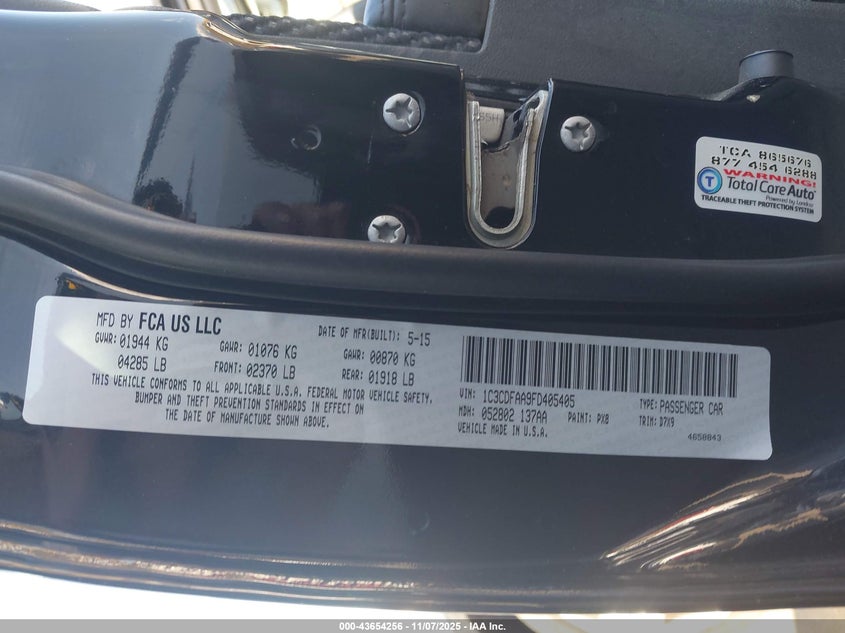 TCA 865676
877 454 6288
WARNING!
T Total Care Auto
Powered by Landcar
TRACEABLE THEFT PROTECTION SYSTEM
MFD BY FCA US LLC
DATE OF MFR(BUILT): 5-15
GVWR: 01944 KG GAWR: 01076 KG GAWR: 00870 KG
04285 LB FRONT: 02370 LB REAR: 01918 LB
THIS VEHICLE CONFORMS TO ALL APPLICABLE U.S.A. FEDERAL MOTOR VEHICLE SAFETY,
BUMPER AND THEFT PREVENTION STANDARDS IN EFFECT ON
THE DATE OF MANUFACTURE SHOWN ABOVE.
VIN: 1C3CDFAA9FD405405 TYPE: PASSENGER CAR
MDH: 052802 137AA PAINT: PX8 TRIM: D7X9
VEHICLE MADE IN U.S.A.
4658843
000-43654256 - 11/07/2025 - IAA Inc.